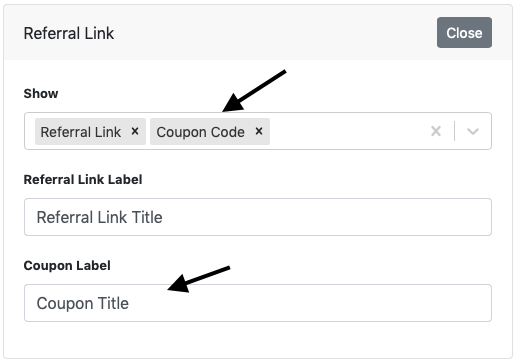 Referral Link
Close
Show
Referral Link × Coupon Code ×
Referral Link Label
Referral Link Title
Coupon Label
Coupon Title